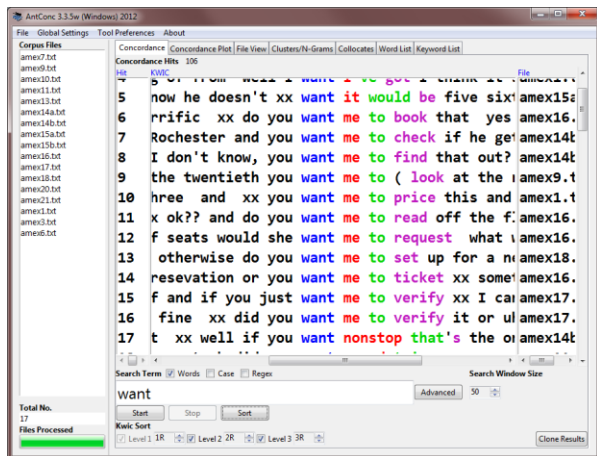 AntConc 3.3.5w (Windows) 2012
File Global Settings Tool Preferences About
Corpus Files
amex7.txt
amex9.txt
amex10.txt
amex11.txt
amex13.txt
amex14a.txt
amex14b.txt
amex15a.txt
amex15b.txt
amex16.txt
amex17.txt
amex18.txt
amex20.txt
amex21.txt
amex1.txt
amex3.txt
amex6.txt
Total No.
17
Files Processed
Concordance Concordance Plot File View Clusters/N-Grams Collocates Word List Keyword List
Concordance Hits 106
Hit KWIC File
5 now he doesn't xx want it would be five six amex15a
6 rrific xx do you want me to book that yes amex16.
7 Rochester and you want me to check if he get amex14b
8 I don't know, you want me to find that out? amex14b
9 the twentieth you want me to ( look at the amex9.t
10 hree and xx you want me to price this and amex1.t
11 x ok?? and do you want me to read off the f amex16.
12 f seats would she want me to request what amex16.
13 otherwise do you want me to set up for a amex18.
14 resevation or you want me to ticket xx somet amex16.
15 f and if you just want me to verify xx I ca amex17.
16 fine xx did you want me to verify it or u amex17.
17 t xx well if you want nonstop that's the o amex14b
Search Term Words Case Regex Search Window Size
want Advanced 50
Start Stop Sort
Kwic Sort
Level 1 1R Level 2 2R Level 3 3R Clone Results